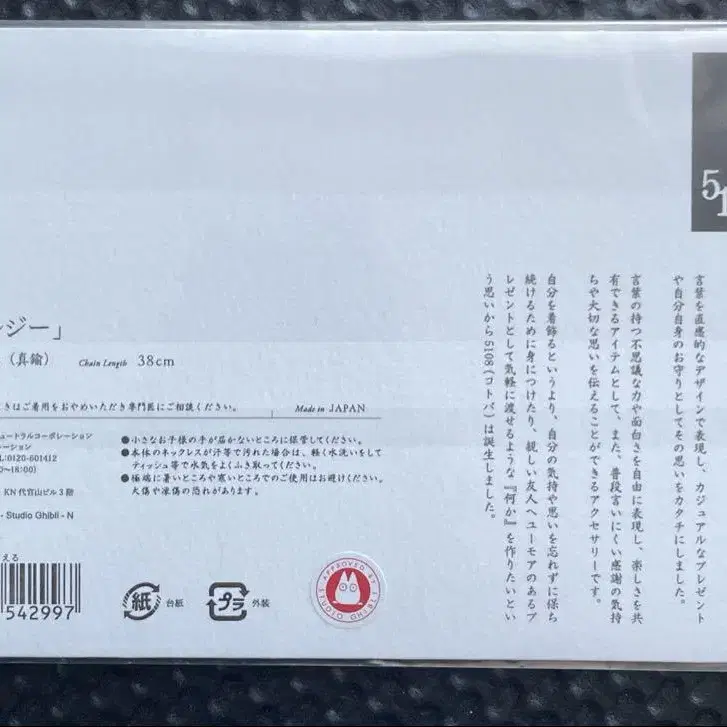 言葉を直感的なデザインで表現し、カジュアルなプレゼント
や自分自身のお守りとしてその思いをカタチにしました。
言葉の持つ不思議な力や面白さを自由に表現し、楽しさを共
有できるアイテムとして、また、普段言いにくい感謝の気持
ちや大切な思いを伝えることができるアクセサリーです。
自分を着飾るというより、自分の気持や思いを忘れずに保ち
続けるために身につけたり、親しい友人へユーモアのあるプ
レゼントとして気軽に渡せるような『何か』を作りたいとい
う思いから5108(コトバ)は誕生しました。
51
ジー」
(真鍮) Chain Length 38cm
きはご着用をおやめいただき専門医にご相談ください。
Made in JAPAN
ュートラルコーポレーション
レーション
L:0120-601412
0~18:00)
KN代官山ビル3階
- Studio Ghibli - N
●小さなお子様の手が届かないところに保管してください。
●本体のネックレスが汗等で汚れた場合は、軽く水洗いをして
ティッシュ等で水気をよくふき取ってください。
●極端に暑いところや寒いところでのご使用はお避けください。
火傷や凍傷の恐れがあります。
える
542997
紙 台紙
プラ 外装
APPROVED BY STUDIO GHIBLI